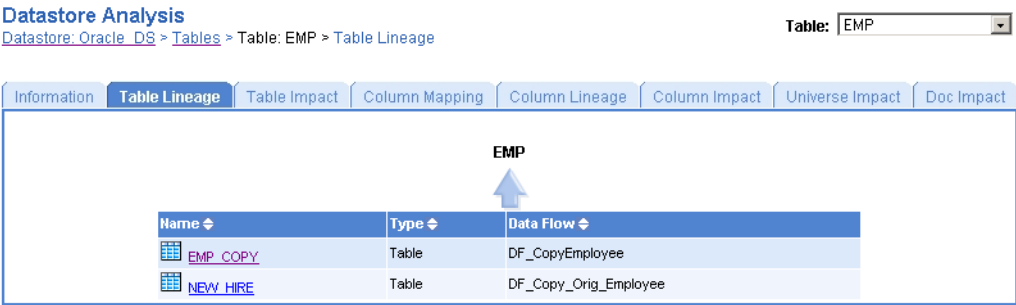 Datastore Analysis
Datastore: Oracle_DS > Tables > Table: EMP > Table Lineage
Table: EMP
Information Table Lineage Table Impact Column Mapping Column Lineage Column Impact Universe Impact Doc Impact
EMP
Name Type Data Flow
EMP_COPY Table DF_CopyEmployee
NEW_HIRE Table DF_Copy_Orig_Employee